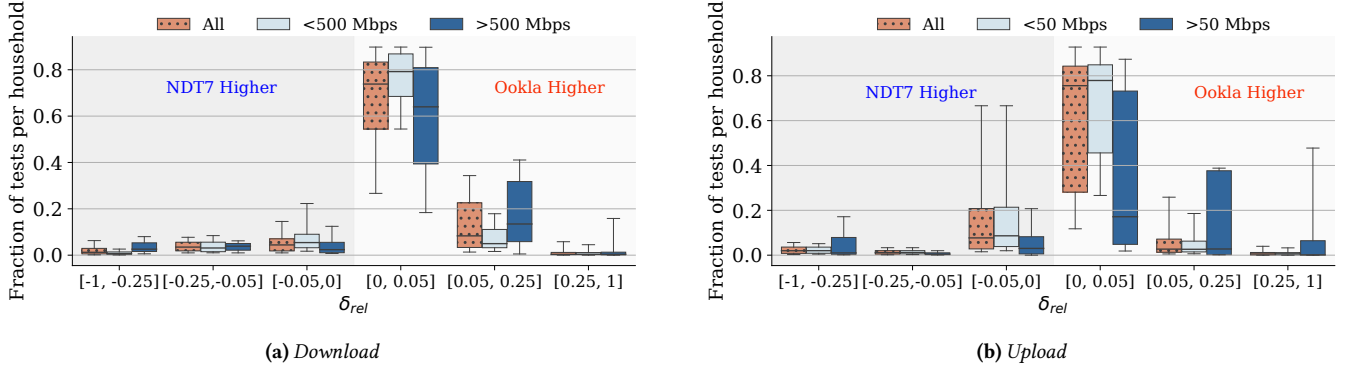 All <500 Mbps >500 Mbps
Fraction of tests per household
0.8
0.6
0.4
0.2
0.0
NDT7 Higher
Ookla Higher
[-1, -0.25] [-0.25,-0.05] [-0.05,0] [0, 0.05] [0.05, 0.25] [0.25, 1]
δrel
(a) Download
All <50 Mbps >50 Mbps
Fraction of tests per household
0.8
0.6
0.4
0.2
0.0
NDT7 Higher
Ookla Higher
[-1, -0.25] [-0.25,-0.05] [-0.05,0] [0, 0.05] [0.05, 0.25] [0.25, 1]
δrel
(b) Upload